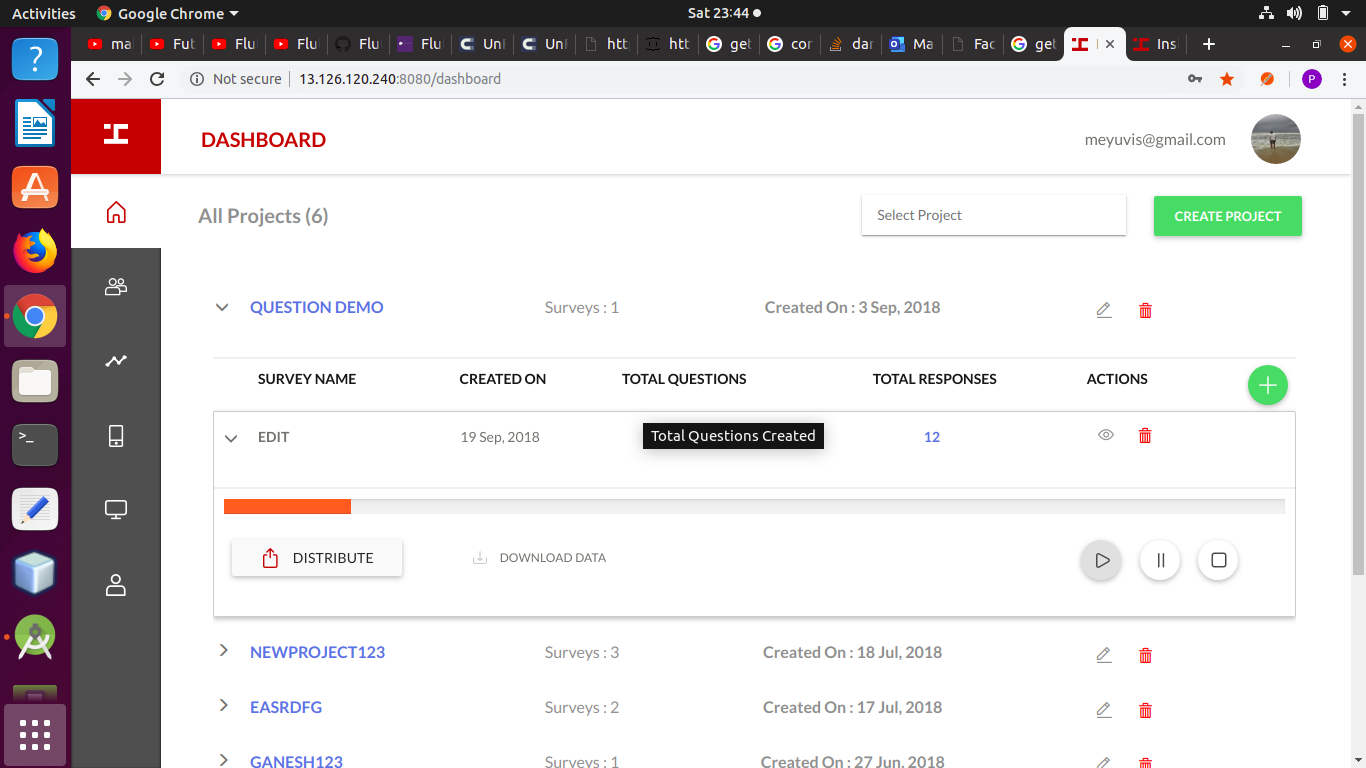 Activities Google Chrome Sat 23:44
ma Fut Flu Flu Flu Flu Unf Unf htt htt get cor dar Ma Fac get Ins
Not secure 13.126.120.240:8080/dashboard P
DASHBOARD meyuvis@gmail.com
All Projects (6) Select Project CREATE PROJECT
QUESTION DEMO Surveys : 1 Created On : 3 Sep, 2018
SURVEY NAME CREATED ON TOTAL QUESTIONS TOTAL RESPONSES ACTIONS
EDIT 19 Sep, 2018 Total Questions Created 12
DISTRIBUTE DOWNLOAD DATA
NEWPROJECT123 Surveys : 3 Created On : 18 Jul, 2018
EASRDFG Surveys : 2 Created On : 17 Jul, 2018
GANESH123 Surveys : 1 Created On : 27 Jun, 2018